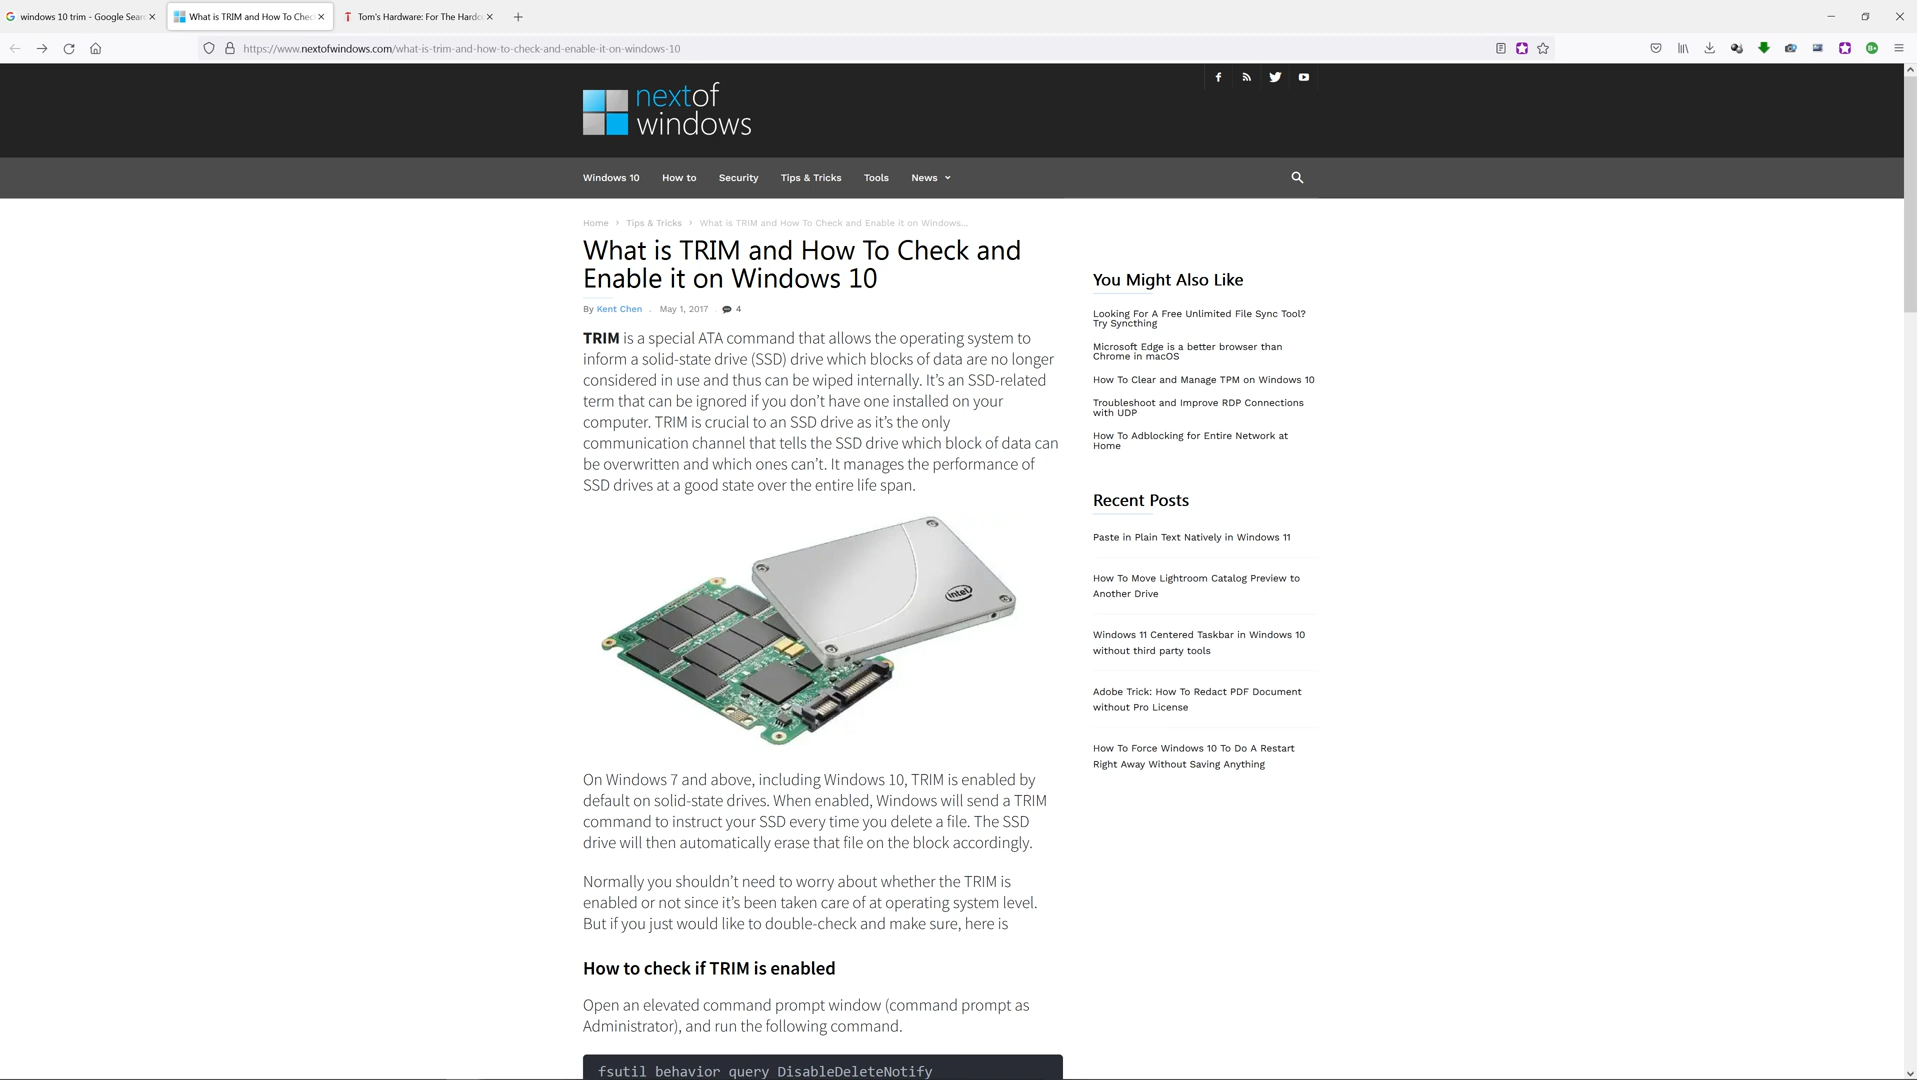 windows 10 trim - Google Sear
What is TRIM and How To Chec
Tom's Hardware: For The Hardc
https://www.nextofwindows.com/what-is-trim-and-how-to-check-and-enable-it-on-windows-10
nextof
windows
Windows 10
How to
Security
Tips & Tricks
Tools
News
Home > Tips & Tricks > What is TRIM and How To Check and Enable it on Windows...
What is TRIM and How To Check and
Enable it on Windows 10
By Kent Chen . May 1, 2017 . 4
TRIM is a special ATA command that allows the operating system to
inform a solid-state drive (SSD) drive which blocks of data are no longer
considered in use and thus can be wiped internally. It’s an SSD-related
term that can be ignored if you don’t have one installed on your
computer. TRIM is crucial to an SSD drive as it’s the only
communication channel that tells the SSD drive which block of data can
be overwritten and which ones can’t. It manages the performance of
SSD drives at a good state over the entire life span.
intel
On Windows 7 and above, including Windows 10, TRIM is enabled by
default on solid-state drives. When enabled, Windows will send a TRIM
command to instruct your SSD every time you delete a file. The SSD
drive will then automatically erase that file on the block accordingly.
Normally you shouldn’t need to worry about whether the TRIM is
enabled or not since it’s been taken care of at operating system level.
But if you just would like to double-check and make sure, here is
How to check if TRIM is enabled
Open an elevated command prompt window (command prompt as
Administrator), and run the following command.
fsutil behavior query DisableDeleteNotify
You Might Also Like
Looking For A Free Unlimited File Sync Tool?
Try Syncthing
Microsoft Edge is a better browser than
Chrome in macOS
How To Clear and Manage TPM on Windows 10
Troubleshoot and Improve RDP Connections
with UDP
How To Adblocking for Entire Network at
Home
Recent Posts
Paste in Plain Text Natively in Windows 11
How To Move Lightroom Catalog Preview to
Another Drive
Windows 11 Centered Taskbar in Windows 10
without third party tools
Adobe Trick: How To Redact PDF Document
without Pro License
How To Force Windows 10 To Do A Restart
Right Away Without Saving Anything